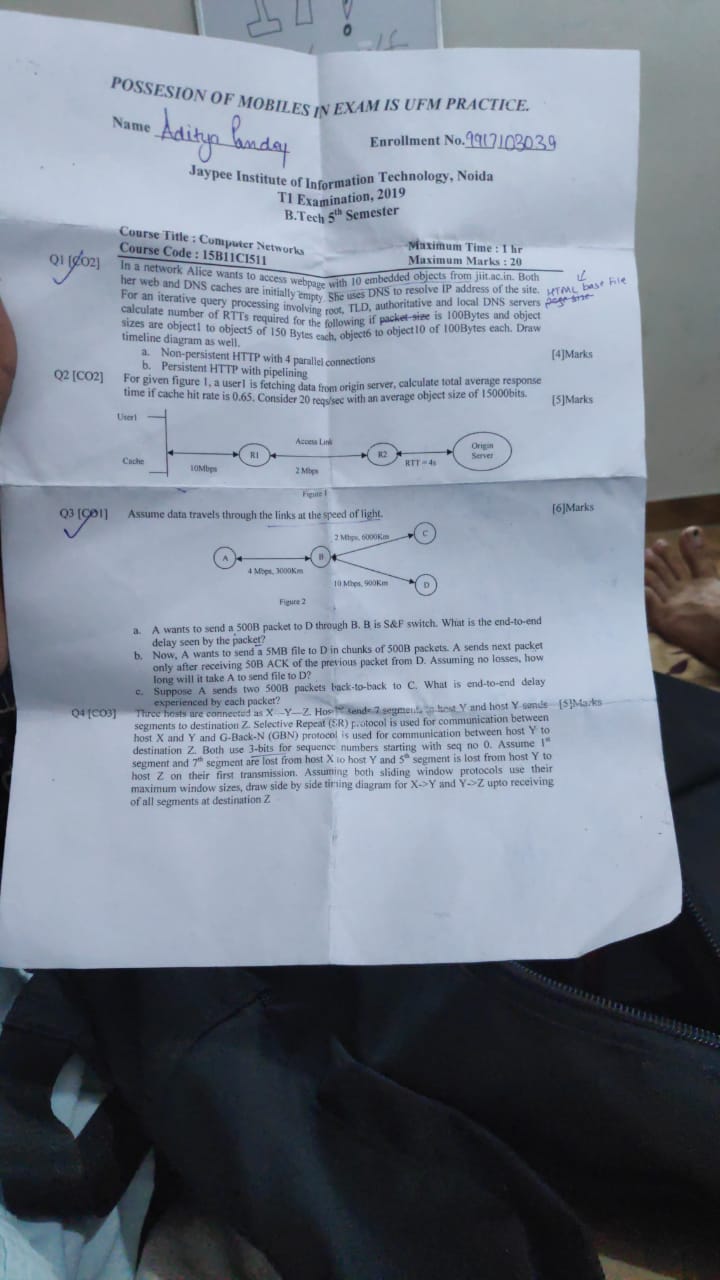 POSSESION OF MOBILES IN EXAM IS UFM PRACTICE.
Name Aditya Pandey
Enrollment No. 9917103039
Jaypee Institute of Information Technology, Noida
T1 Examination, 2019
B.Tech 5th Semester
Course Title : Computer Networks
Maximum Time : 1 hr
Course Code : 15B11CI511
Maximum Marks : 20
Q1 [CO2] In a network Alice wants to access webpage with 10 embedded objects from jiit.ac.in. Both
her web and DNS caches are initially empty. She uses DNS to resolve IP address of the site. HTML base File
For an iterative query processing involving root, TLD, authoritative and local DNS servers page size
calculate number of RTTs required for the following if packet size is 100Bytes and object
sizes are object1 to object5 of 150 Bytes each, object6 to object10 of 100Bytes each. Draw
timeline diagram as well. [4]Marks
a. Non-persistent HTTP with 4 parallel connections
b. Persistent HTTP with pipelining
Q2 [CO2] For given figure 1, a user1 is fetching data from origin server, calculate total average response [5]Marks
time if cache hit rate is 0.65. Consider 20 reqs/sec with an average object size of 15000bits.
User1
Access Link
Origin
Server
R1
R2
Cache
10Mbps
2 Mbps
RTT = 4s
Figure 1
Q3 [CO1] Assume data travels through the links at the speed of light. [6]Marks
2 Mbps, 6000Km
C
A
B
4 Mbps, 3000Km
10 Mbps, 900Km
D
Figure 2
a. A wants to send a 500B packet to D through B. B is S&F switch. What is the end-to-end
delay seen by the packet?
b. Now, A wants to send a 5MB file to D in chunks of 500B packets. A sends next packet
only after receiving 50B ACK of the previous packet from D. Assuming no losses, how
long will it take A to send file to D?
c. Suppose A sends two 500B packets back-to-back to C. What is end-to-end delay
experienced by each packet?
Q4 [CO3] Three hosts are connected as X—Y—Z. Host sends 7 segments to host Y and host Y sends [5]Marks
segments to destination Z. Selective Repeat (SR) protocol is used for communication between
host X and Y and G-Back-N (GBN) protocol is used for communication between host Y to
destination Z. Both use 3-bits for sequence numbers starting with seq no 0. Assume 1st
segment and 7th segment are lost from host X to host Y and 5th segment is lost from host Y to
host Z on their first transmission. Assuming both sliding window protocols use their
maximum window sizes, draw side by side timing diagram for X->Y and Y->Z upto receiving
of all segments at destination Z